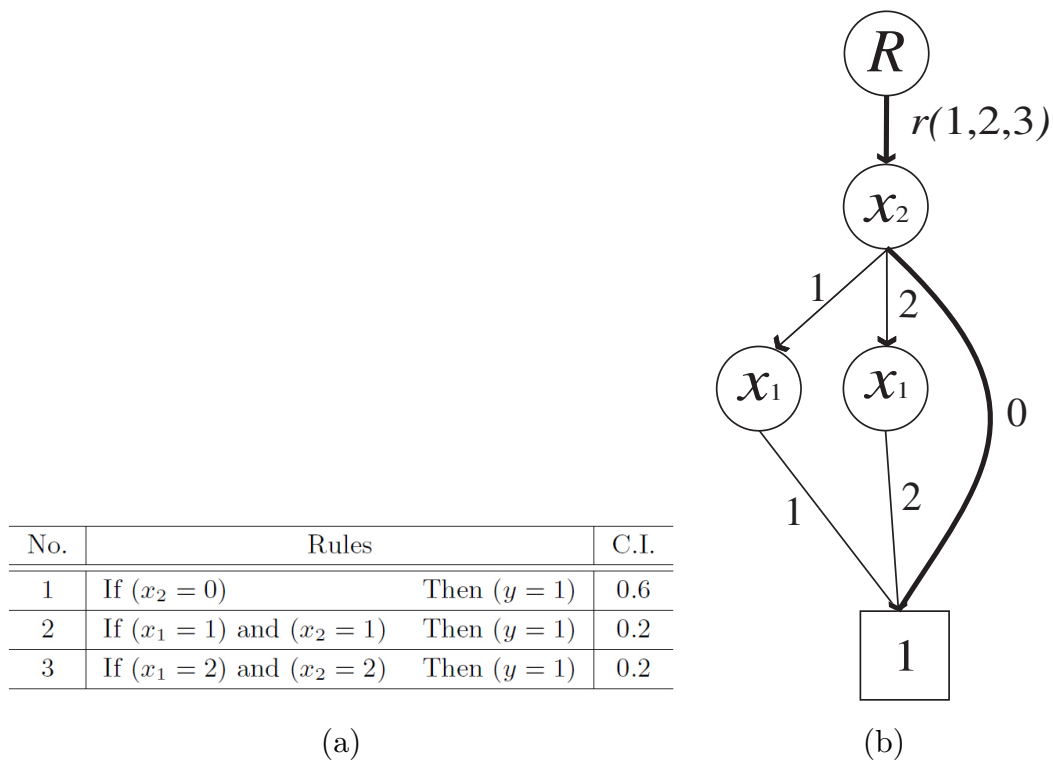 No. Rules C.I.
1 If (x₂ = 0) Then (y = 1) 0.6
2 If (x₁ = 1) and (x₂ = 1) Then (y = 1) 0.2
3 If (x₁ = 2) and (x₂ = 2) Then (y = 1) 0.2
(a)
R
r(1,2,3)
x₂
1
2
x₁
x₁
0
1
2
1
(b)